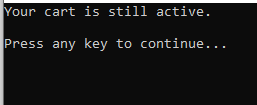 Your cart is still active.
Press any key to continue...